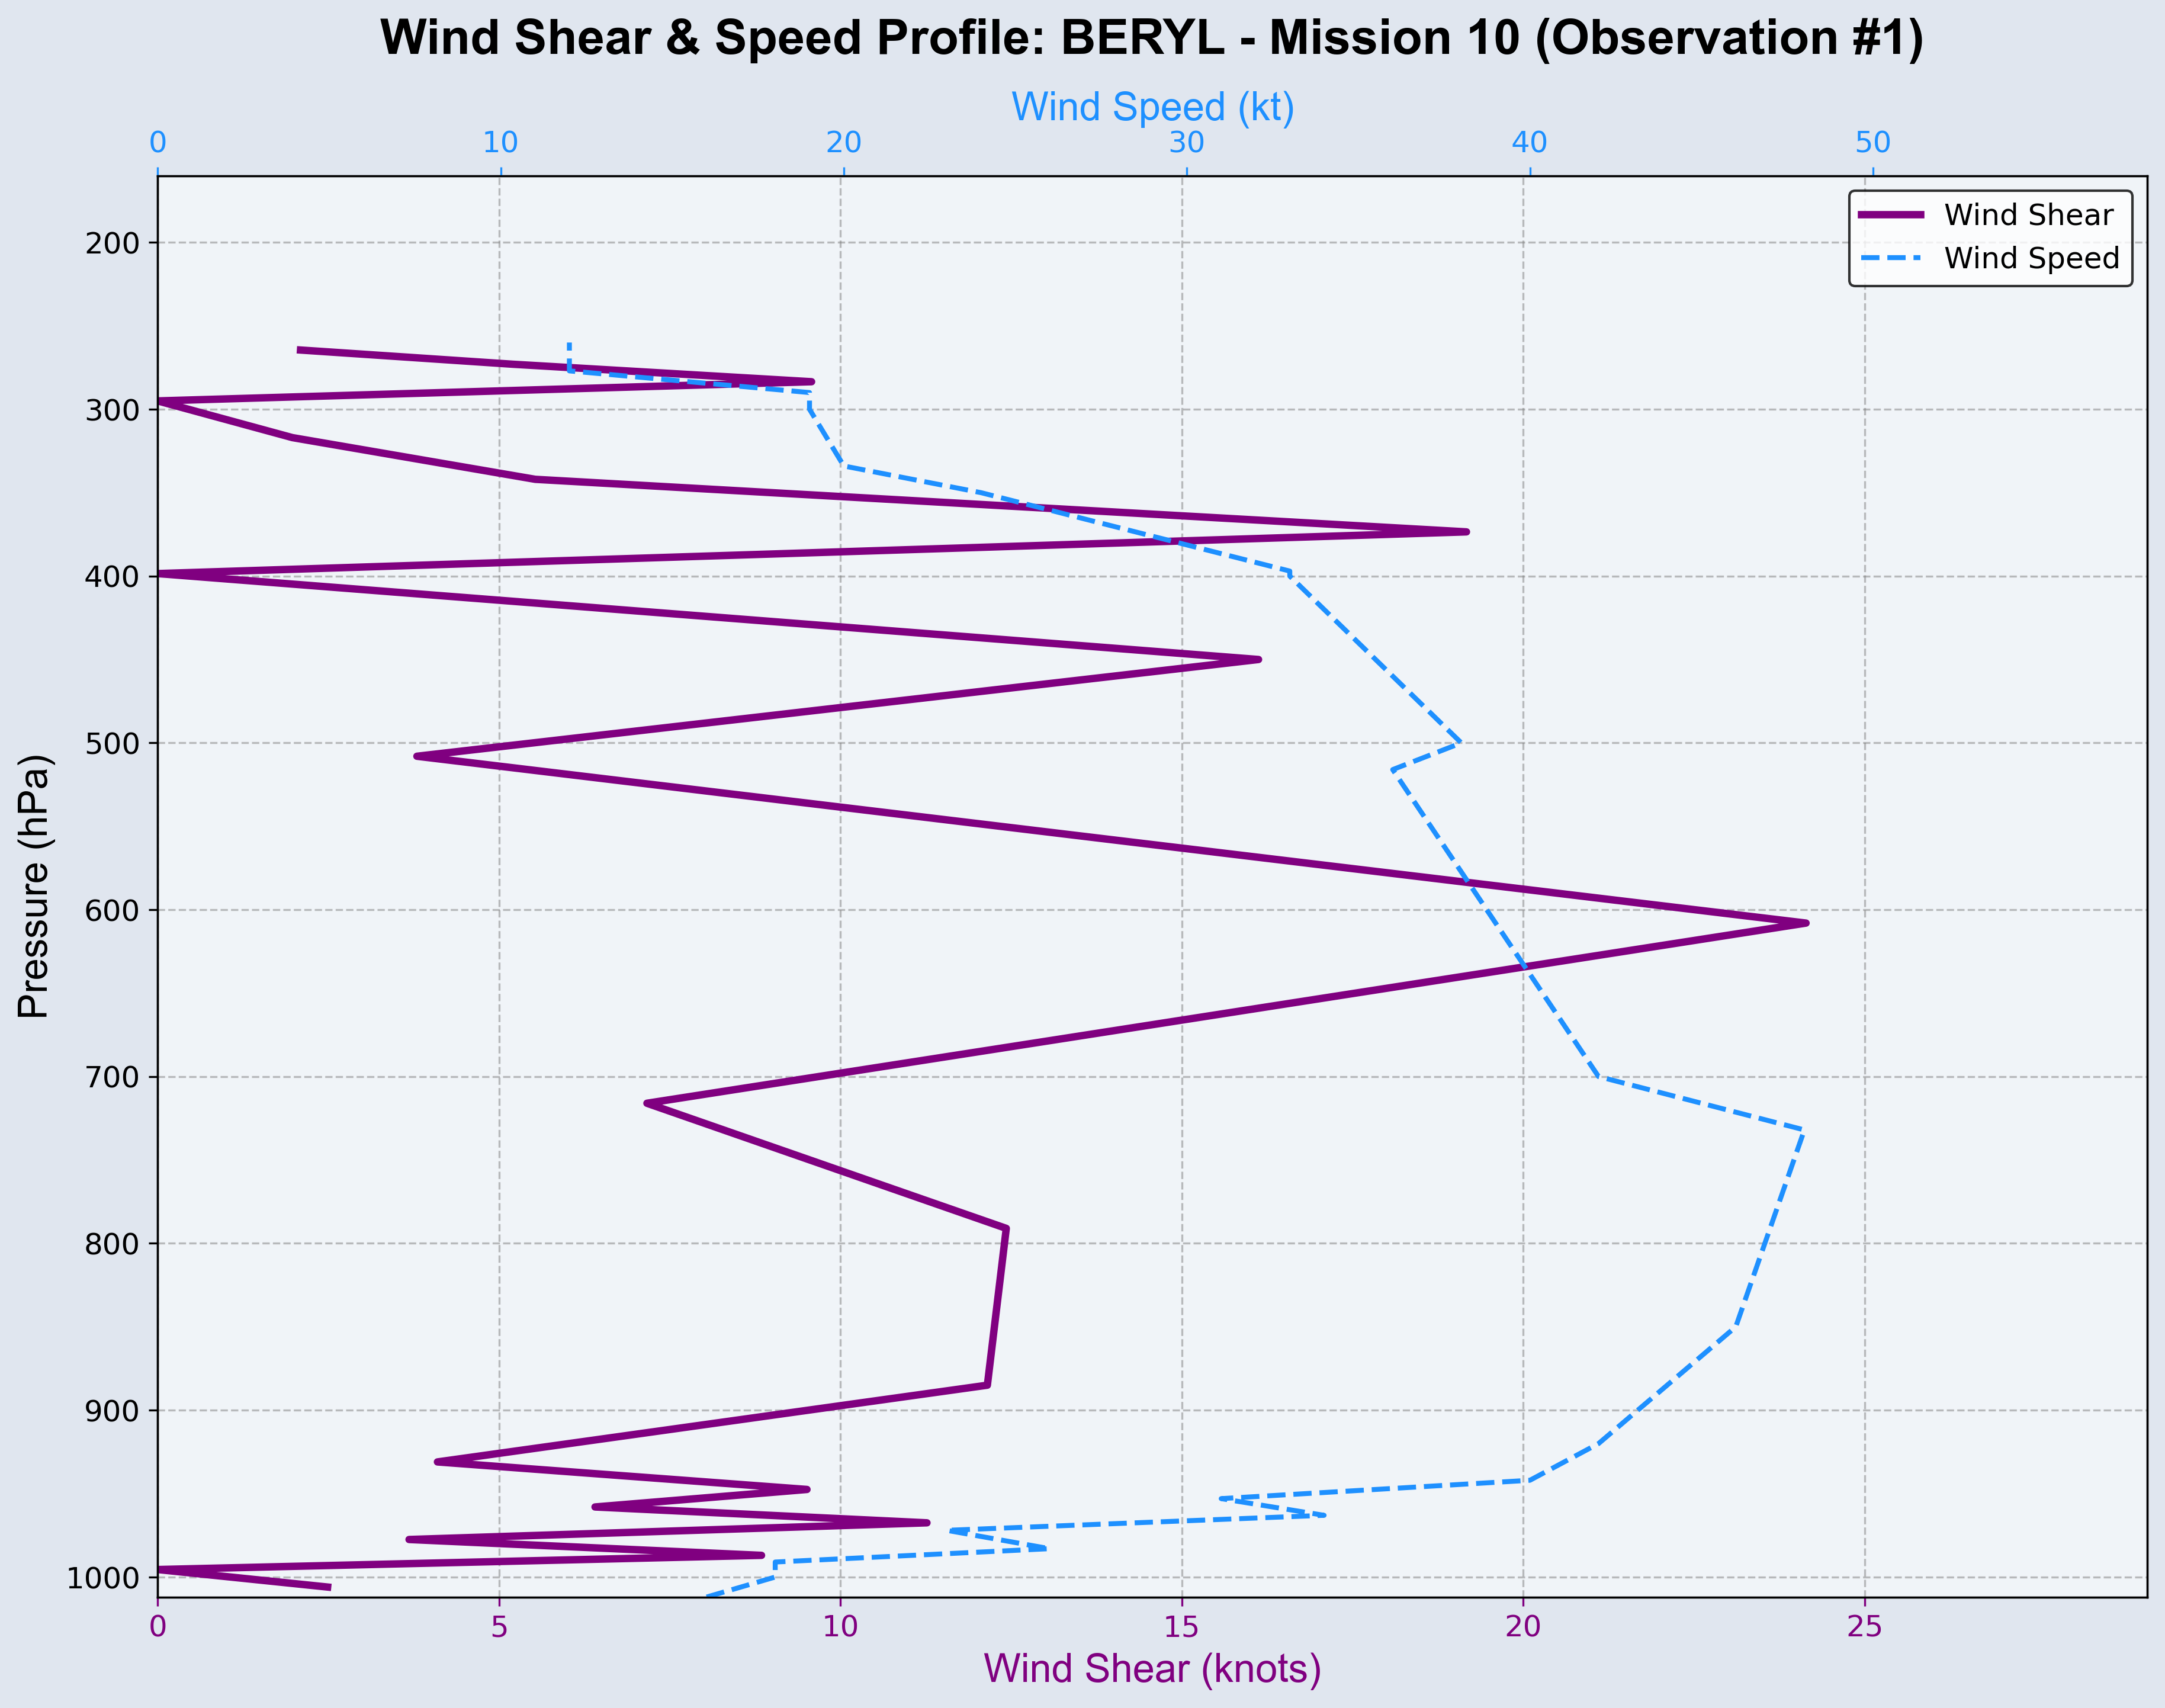 Wind Shear & Speed Profile: BERYL - Mission 10 (Observation #1)
Wind Speed (kt)
0 10 20 30 40 50
Wind Shear
Wind Speed
200
300
400
500
600
700
800
900
1000
Pressure (hPa)
0 5 10 15 20 25
Wind Shear (knots)